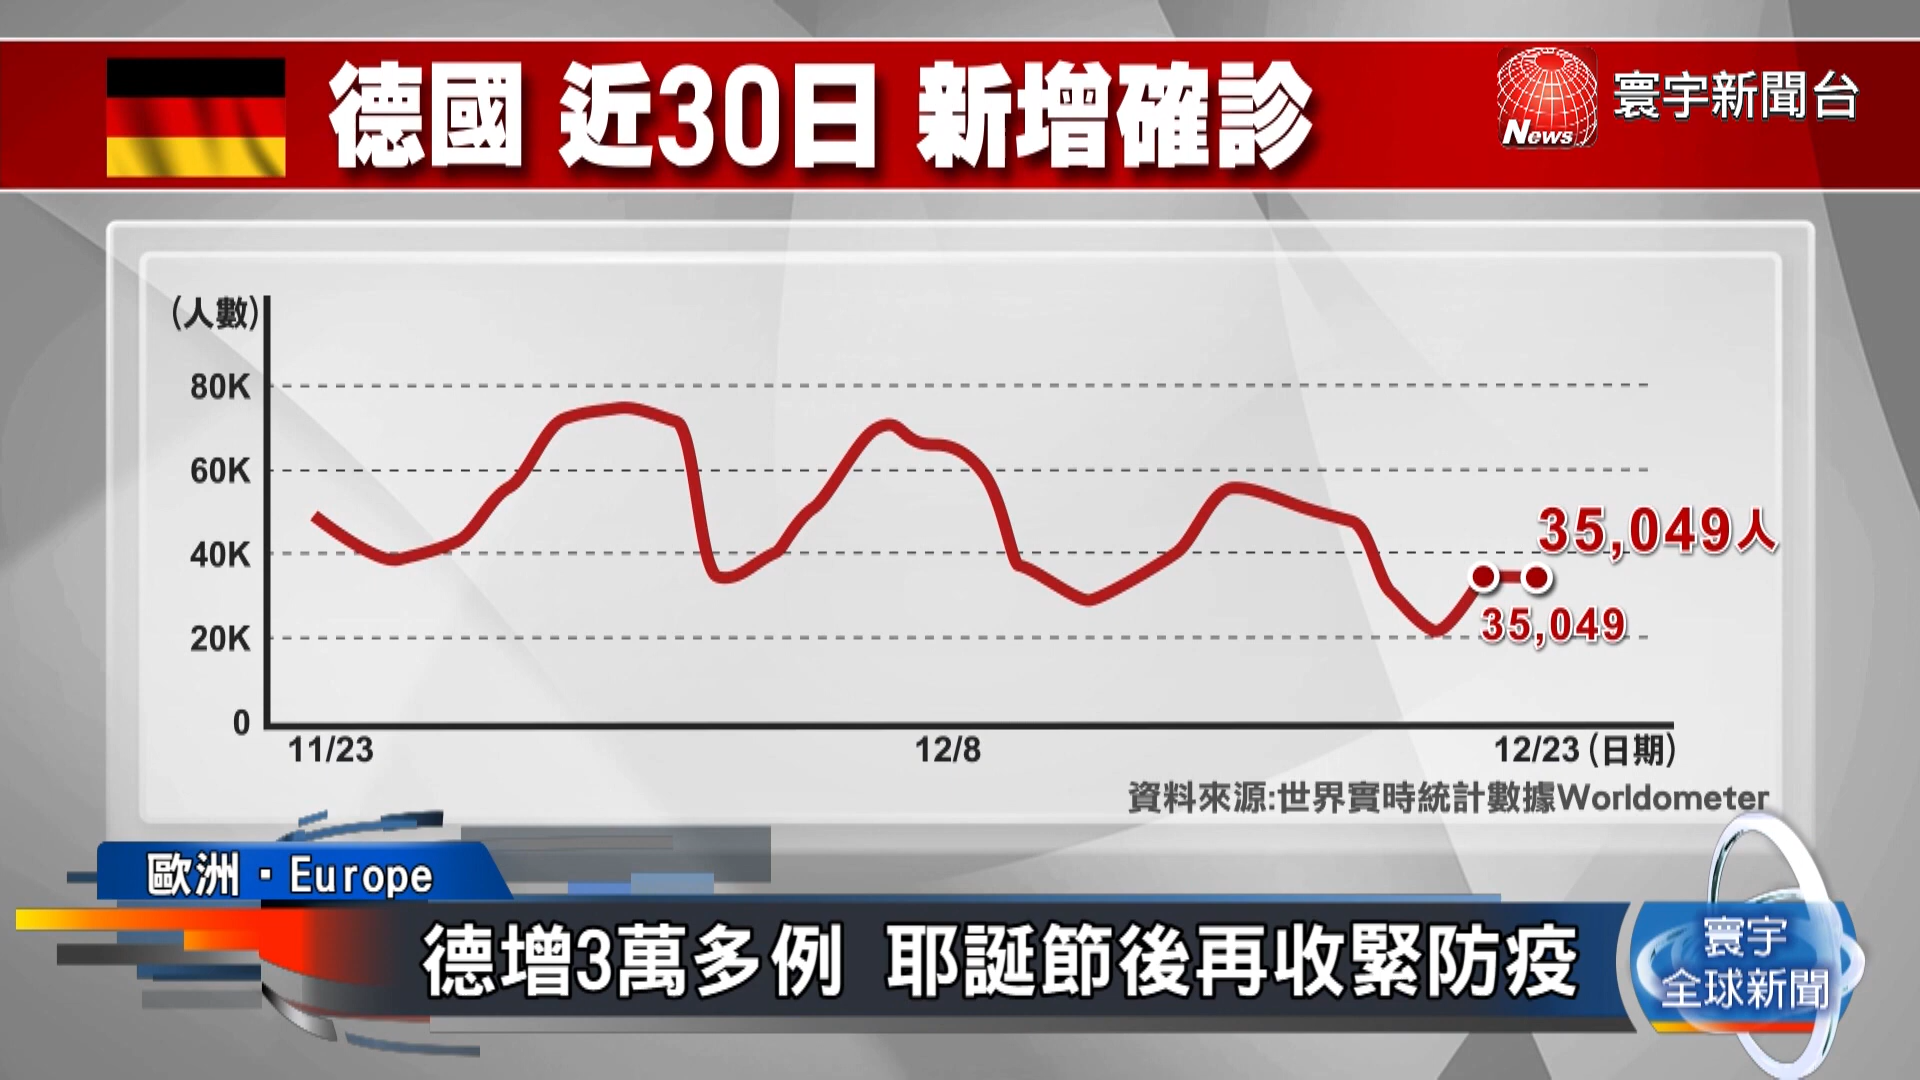 德國 近30日 新增確診
News
寰宇新聞台
(人數)
80K
60K
40K
20K
0
35,049人
35,049
11/23
12/8
12/23 (日期)
資料來源:世界實時統計數據Worldometer
歐洲·Europe
德增3萬多例 耶誕節後再收緊防疫
寰宇
全球新聞